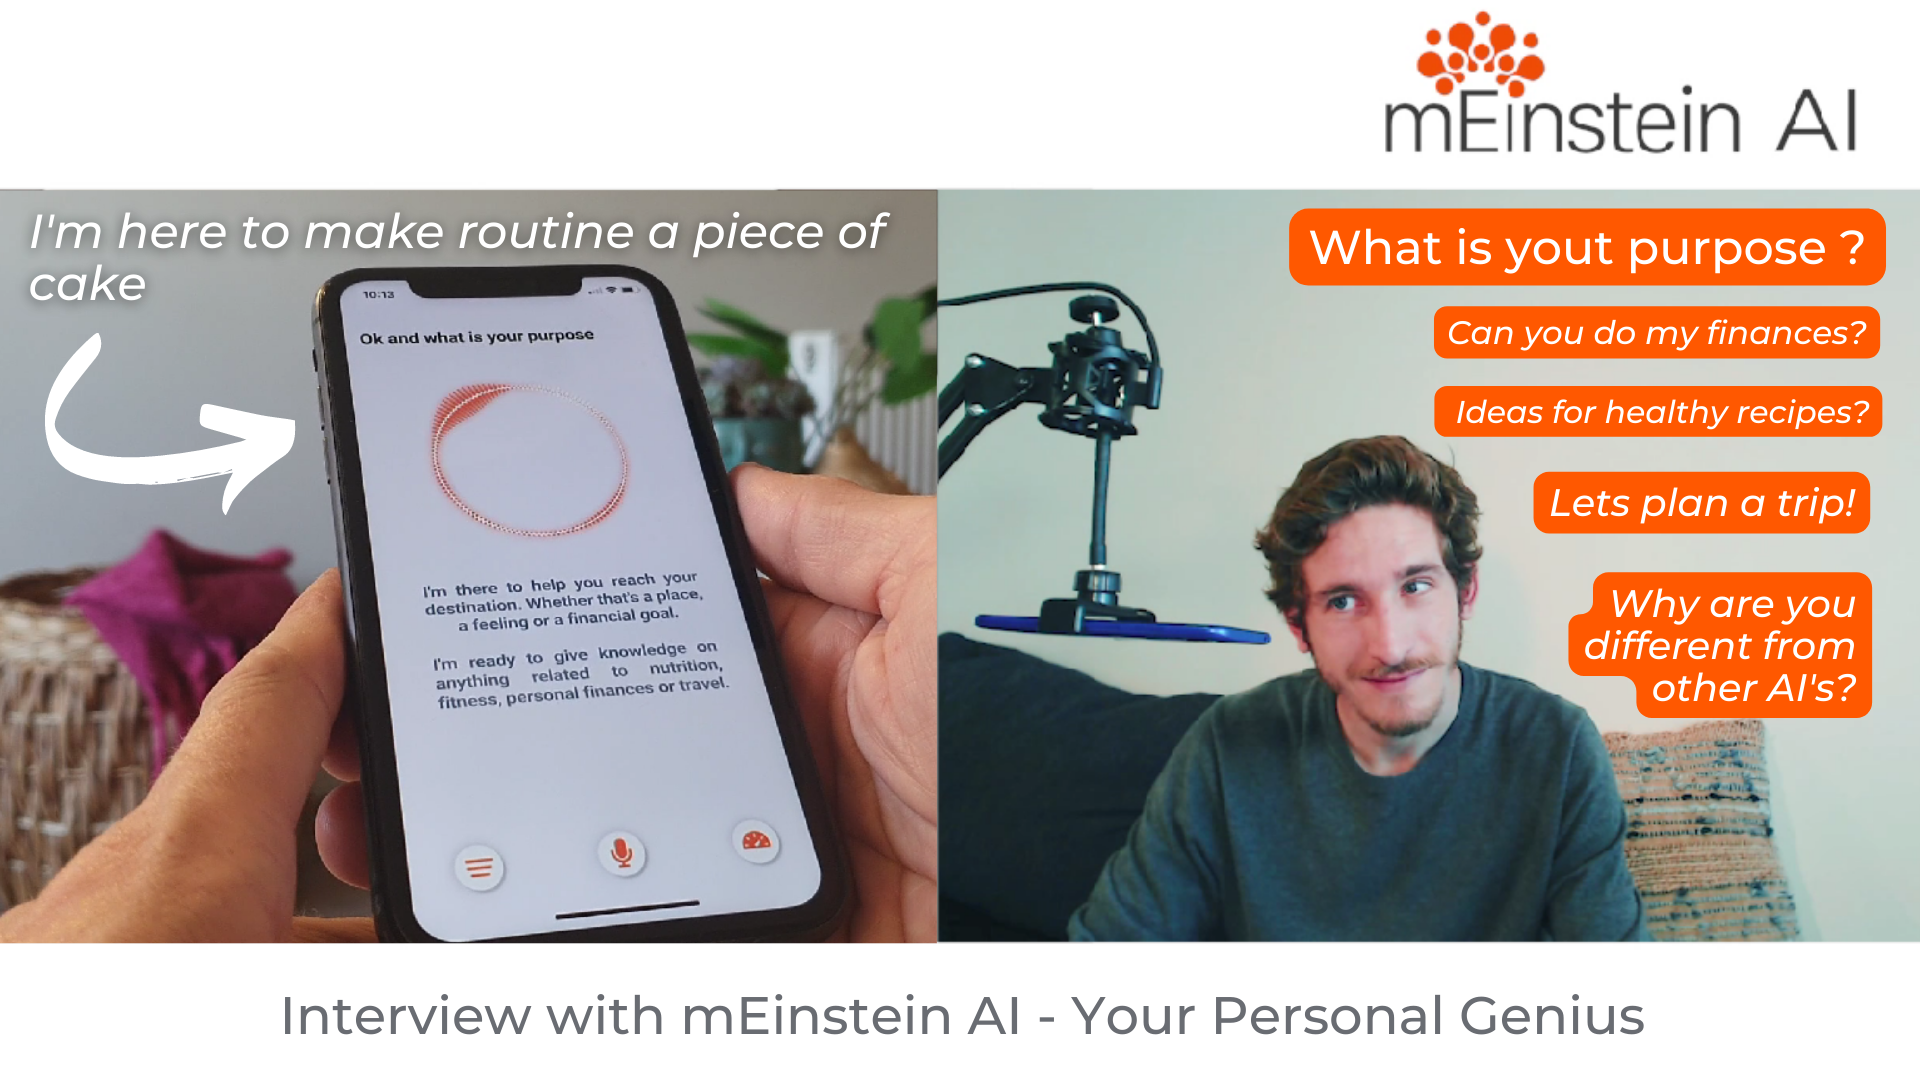 mEinstein AI
I'm here to make routine a piece of
cake
10:13
Ok and what is your purpose
I'm there to help you reach your
destination. Whether that's a place,
a feeling or a financial goal.
I'm ready to give knowledge on
anything related to nutrition,
fitness, personal finances or travel.
What is yout purpose ?
Can you do my finances?
Ideas for healthy recipes?
Lets plan a trip!
Why are you
different from
other AI's?
Interview with mEinstein AI - Your Personal Genius